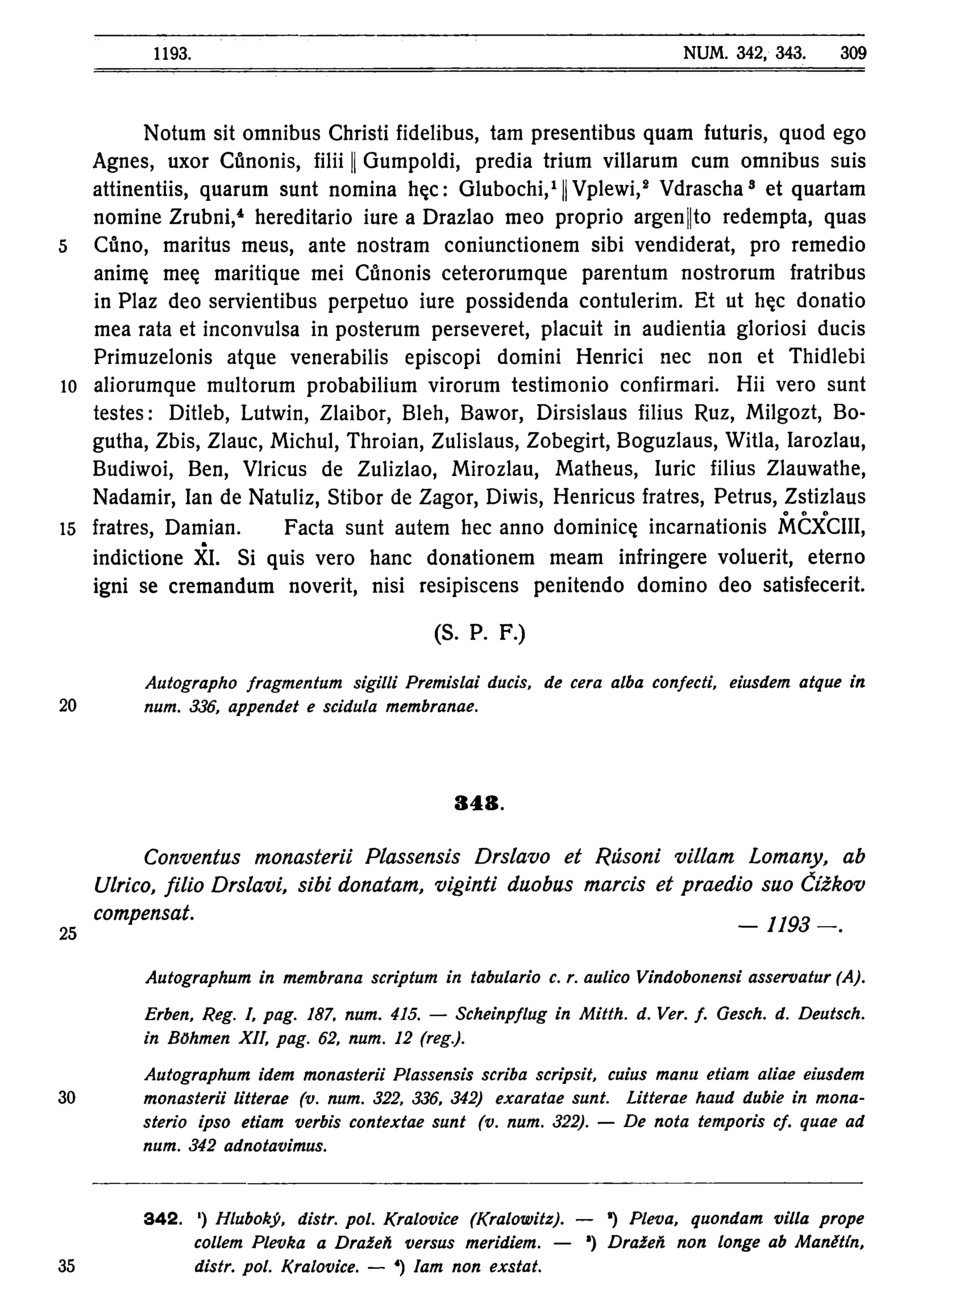 1193. NUM. 342, 343. 309
Notum sit omnibus Christi fidelibus, tam presentibus quam futuris, quod ego
Agnes, uxor Cůnonis, filii || Gumpoldi, predia trium villarum cum omnibus suis
attinentiis, quarum sunt nomina hęc: Glubochi,¹ || Vplewi,² Vdrascha³ et quartam
nomine Zrubni,⁴ hereditario iure a Drazlao meo proprio argen||to redempta, quas
5 Cůno, maritus meus, ante nostram coniunctionem sibi vendiderat, pro remedio
animę meę maritique mei Cůnonis ceterorumque parentum nostrorum fratribus
in Plaz deo servientibus perpetuo iure possidenda contulerim. Et ut hęc donatio
mea rata et inconvulsa in posterum perseveret, placuit in audientia gloriosi ducis
Primuzelonis atque venerabilis episcopi domini Henrici nec non et Thidlebi
10 aliorumque multorum probabilium virorum testimonio confirmari. Hii vero sunt
testes: Ditleb, Lutwin, Zlaibor, Bleh, Bawor, Dirsislaus filius Ruz, Milgozt, Bo-
gutha, Zbis, Zlauc, Michul, Throian, Zulislaus, Zobegirt, Boguzlaus, Witla, Iarozlau,
Budiwoi, Ben, Vlricus de Zulizlao, Mirozlau, Matheus, Iuric filius Zlauwathe,
Nadamir, Ian de Natuliz, Stibor de Zagor, Diwis, Henricus fratres, Petrus, Zstizlaus
15 fratres, Damian. Facta sunt autem hec anno dominicę incarnationis M̊C̊X̊CIII,
indictione X̊I. Si quis vero hanc donationem meam infringere voluerit, eterno
igni se cremandum noverit, nisi resipiscens penitendo domino deo satisfecerit.
(S. P. F.)
Autographo fragmentum sigilli Premislai ducis, de cera alba confecti, eiusdem atque in
20 num. 336, appendet e scidula membranae.
343.
Conventus monasterii Plassensis Drslavo et Rúsoni villam Lomany, ab
Ulrico, filio Drslavi, sibi donatam, viginti duobus marcis et praedio suo Čížkov
compensat.
25 — 1193 —.
Autographum in membrana scriptum in tabulario c. r. aulico Vindobonensi asservatur (A).
Erben, Reg. I, pag. 187, num. 415. — Scheinpflug in Mitth. d. Ver. f. Gesch. d. Deutsch.
in Böhmen XII, pag. 62, num. 12 (reg.).
Autographum idem monasterii Plassensis scriba scripsit, cuius manu etiam aliae eiusdem
30 monasterii litterae (v. num. 322, 336, 342) exaratae sunt. Litterae haud dubie in mona-
sterio ipso etiam verbis contextae sunt (v. num. 322). — De nota temporis cf. quae ad
num. 342 adnotavimus.
342. ¹) Hluboký, distr. pol. Kralovice (Kralowitz). — ²) Pleva, quondam villa prope
collem Plevka a Dražeň versus meridiem. — ³) Dražeň non longe ab Manětín,
35 distr. pol. Kralovice. — ⁴) Iam non exstat.